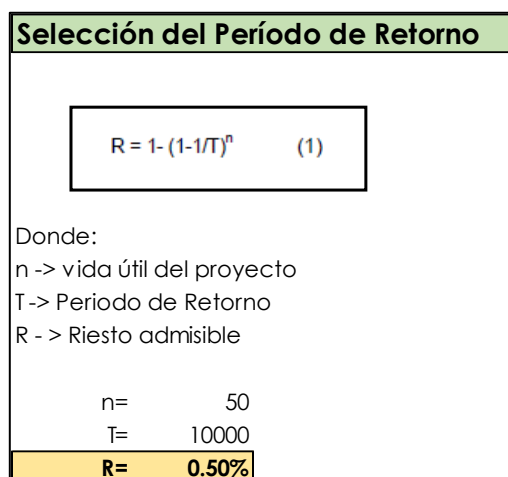 Selección del Período de Retorno
R = 1- (1-1/T)ⁿ (1)
Donde:
n -> vida útil del proyecto
T-> Periodo de Retorno
R - > Riesto admisible
n= 50
T= 10000
R= 0.50%